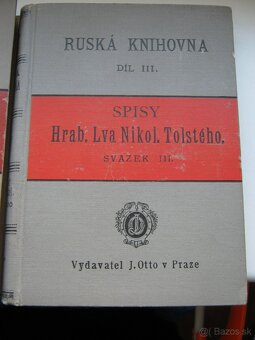 RUSKÁ KNIHOVNA
DÍL III.
SPISY
Hrab. Lva Nikol. Tolstého.
SVAZEK III.
Vydavatel J. Otto v Praze
Bazos.sk